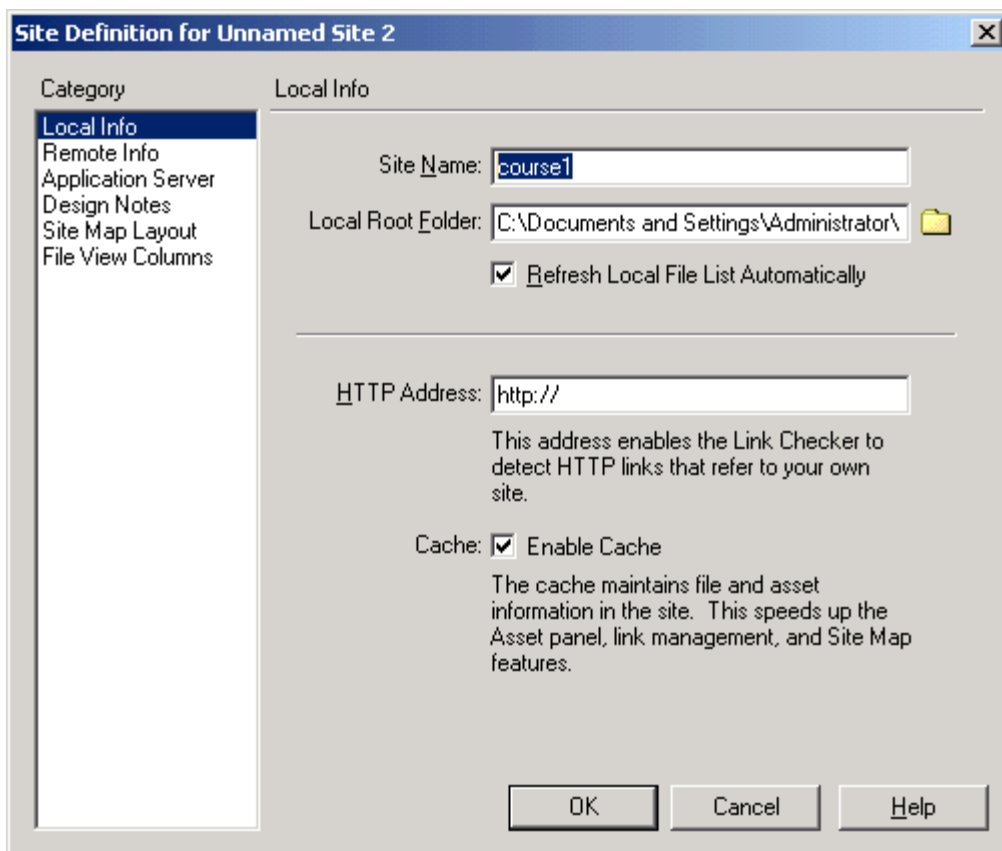 Site Definition for Unnamed Site 2
Category
Local Info
Remote Info
Application Server
Design Notes
Site Map Layout
File View Columns
Local Info
Site Name: course1
Local Root Folder: C:\Documents and Settings\Administrator\
Refresh Local File List Automatically
HTTP Address: http://
This address enables the Link Checker to
detect HTTP links that refer to your own
site.
Cache: Enable Cache
The cache maintains file and asset
information in the site.  This speeds up the
Asset panel, link management, and Site Map
features.
OK
Cancel
Help